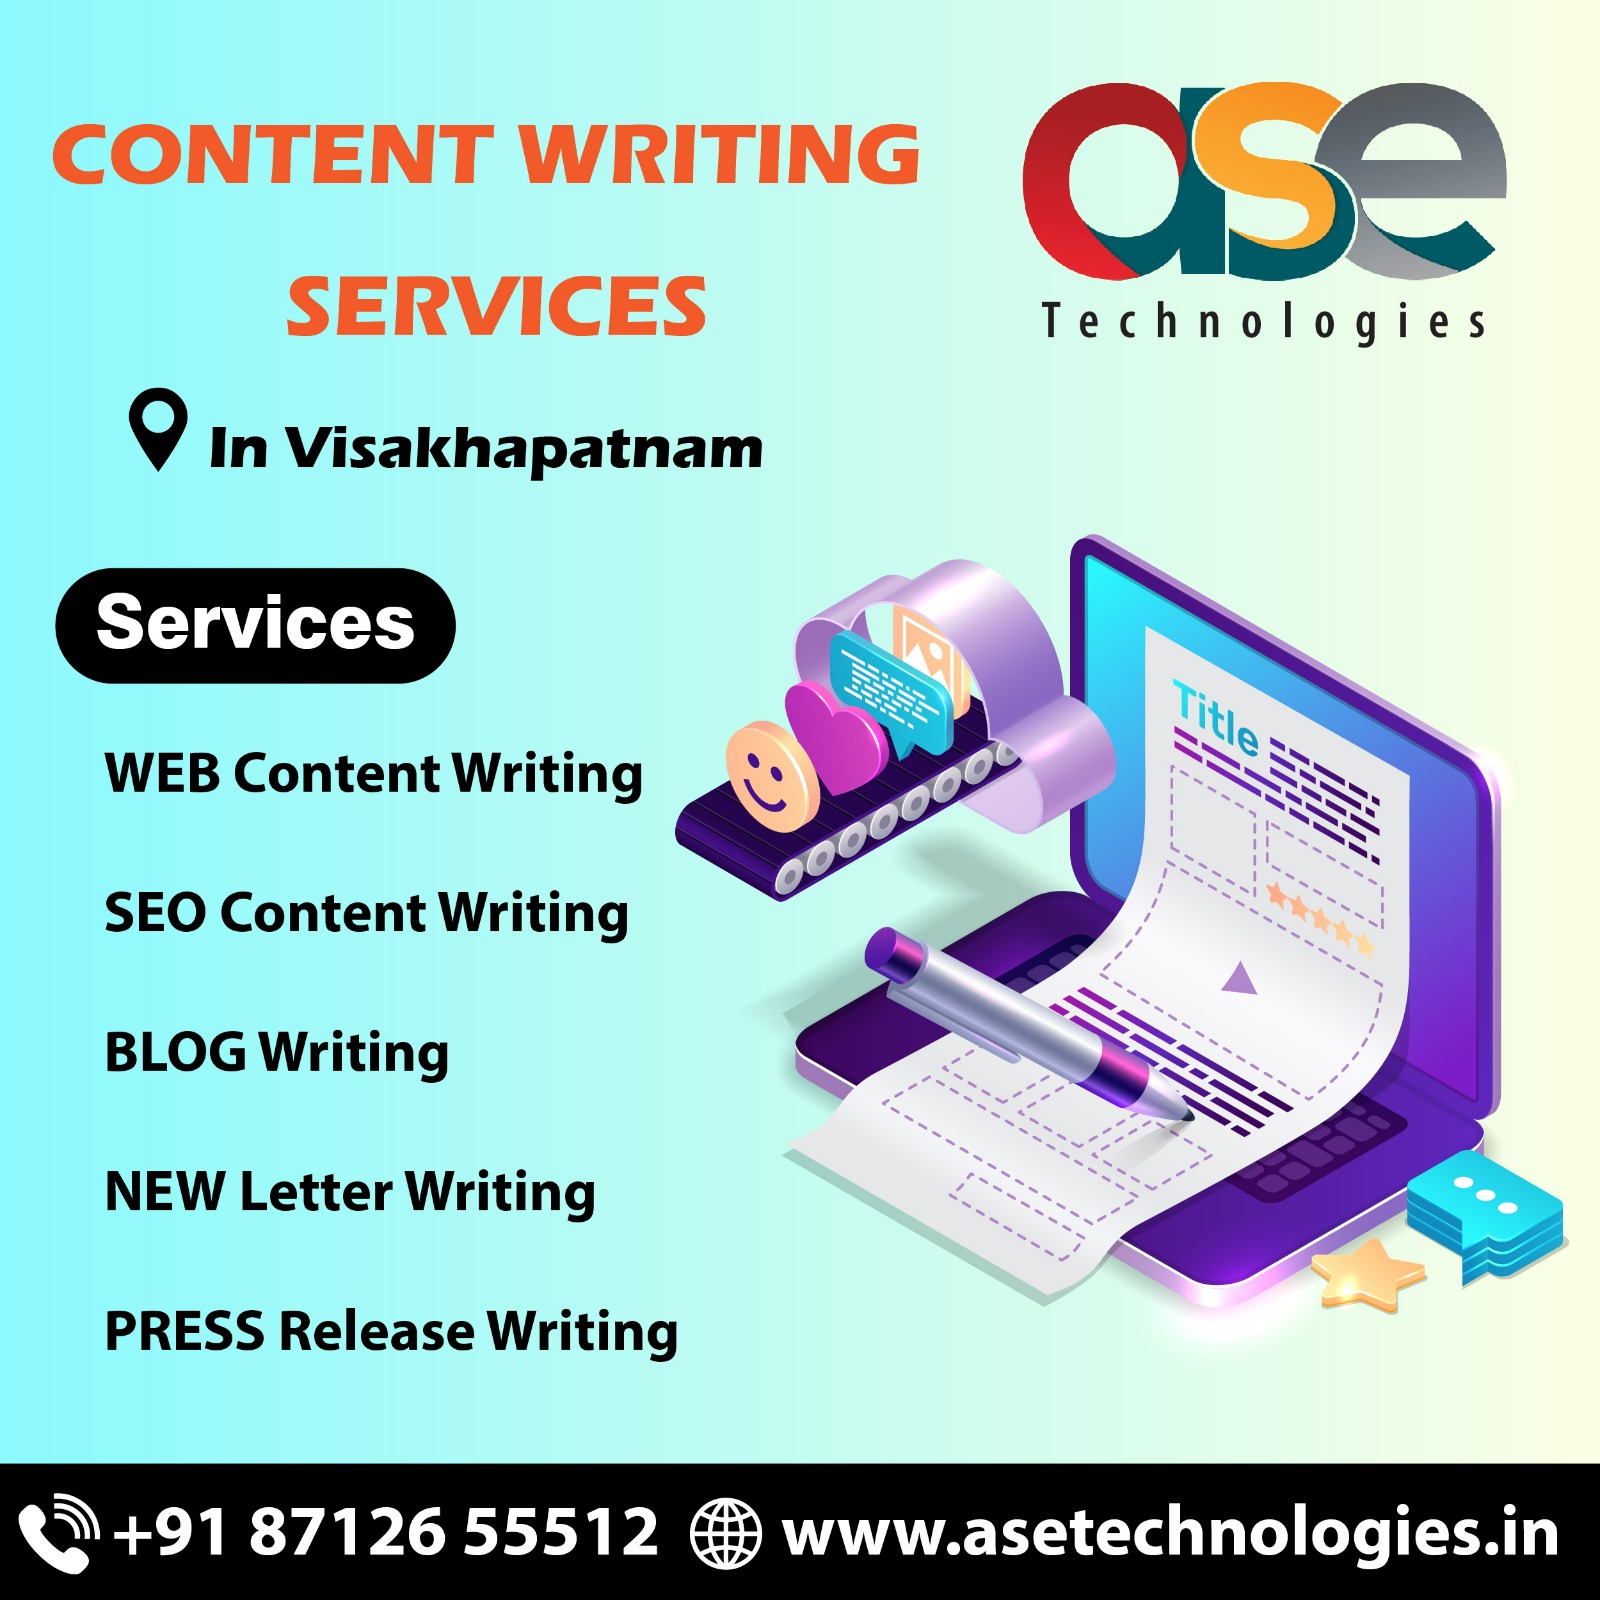 CONTENT WRITING
SERVICES
In Visakhapatnam
ase
Technologies
Services
WEB Content Writing
SEO Content Writing
BLOG Writing
NEW Letter Writing
PRESS Release Writing
Title
+91 87126 55512
www.asetechnologies.in